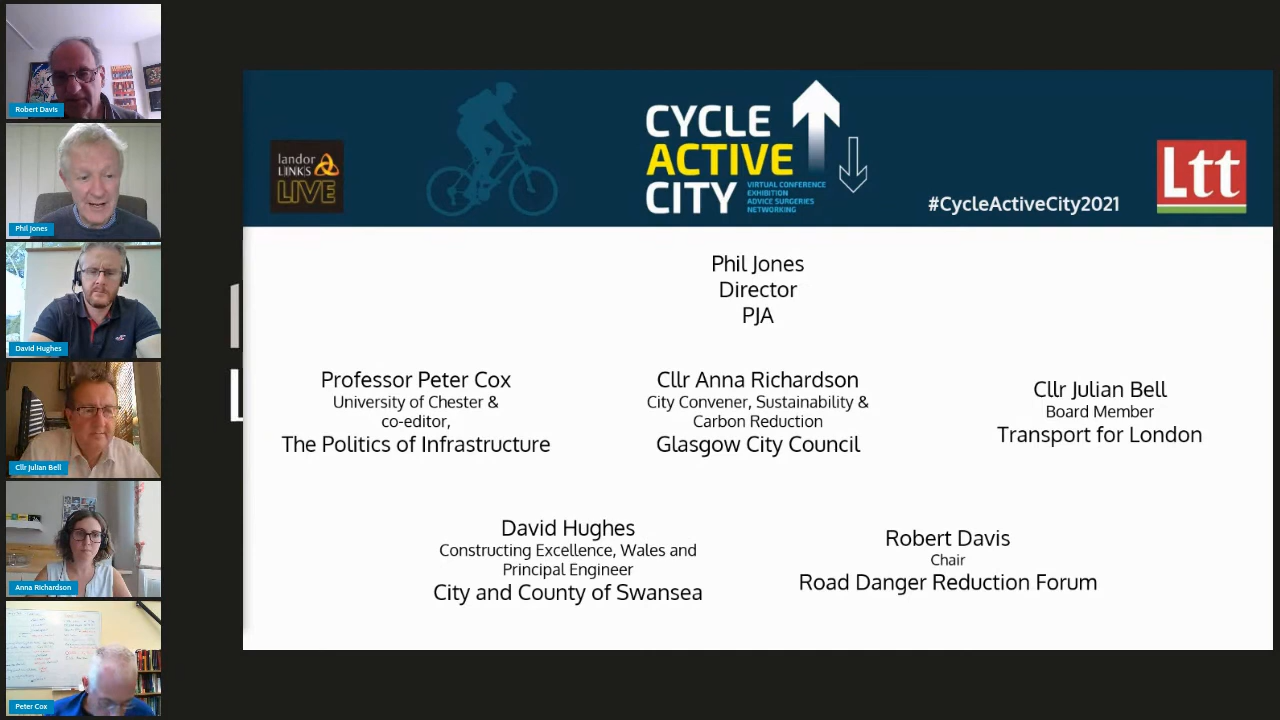 Robert Davis
Phil Jones
David Hughes
Cllr Julian Bell
Anna Richardson
Peter Cox
landor
LINKS
LIVE
CYCLE
ACTIVE
CITY
VIRTUAL CONFERENCE
EXHIBITION
ADVICE SURGERIES
NETWORKING
#CycleActiveCity2021
Ltt
Phil Jones
Director
PJA
Professor Peter Cox
University of Chester &
co-editor,
The Politics of Infrastructure
Cllr Anna Richardson
City Convener, Sustainability &
Carbon Reduction
Glasgow City Council
Cllr Julian Bell
Board Member
Transport for London
David Hughes
Constructing Excellence, Wales and
Principal Engineer
City and County of Swansea
Robert Davis
Chair
Road Danger Reduction Forum